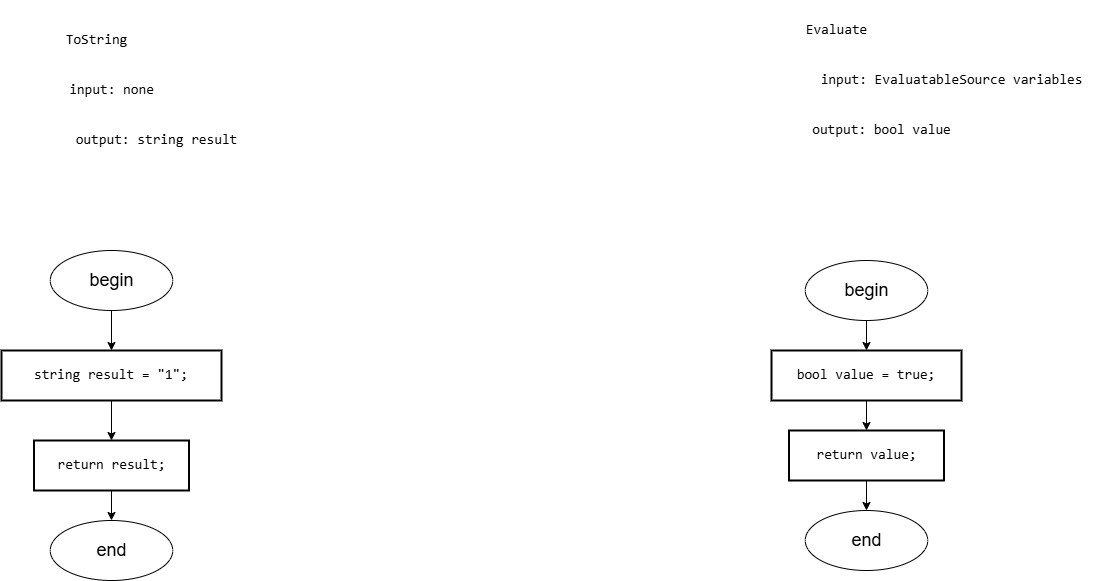 ToString
input: none
output: string result
begin
string result = "1";
return result;
end
Evaluate
input: EvaluatableSource variables
output: bool value
begin
bool value = true;
return value;
end